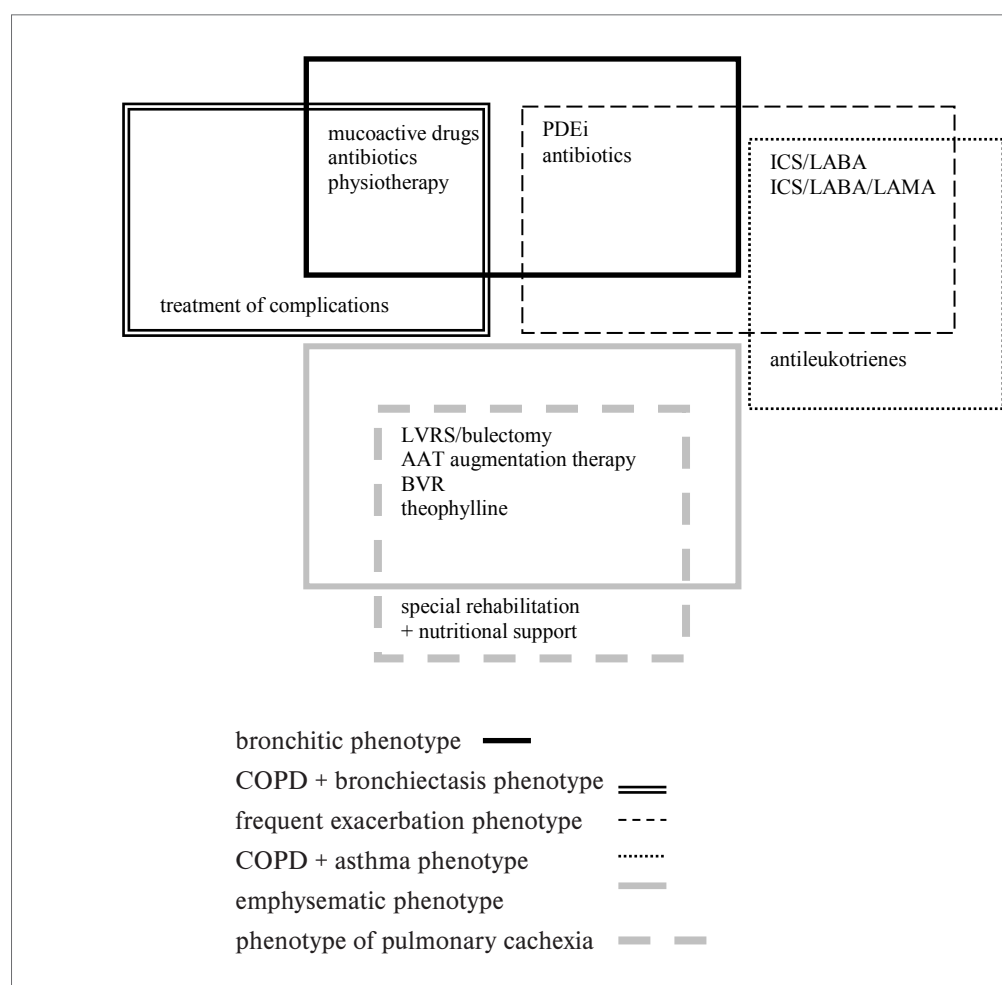 mucoactive drugs
antibiotics
physiotherapy
PDEi
antibiotics
ICS/LABA
ICS/LABA/LAMA
treatment of complications
antileukotrienes
LVRS/bulectomy
AAT augmentation therapy
BVR
theophylline
special rehabilitation
+ nutritional support
bronchitic phenotype
COPD + bronchiectasis phenotype
frequent exacerbation phenotype
COPD + asthma phenotype
emphysematic phenotype
phenotype of pulmonary cachexia